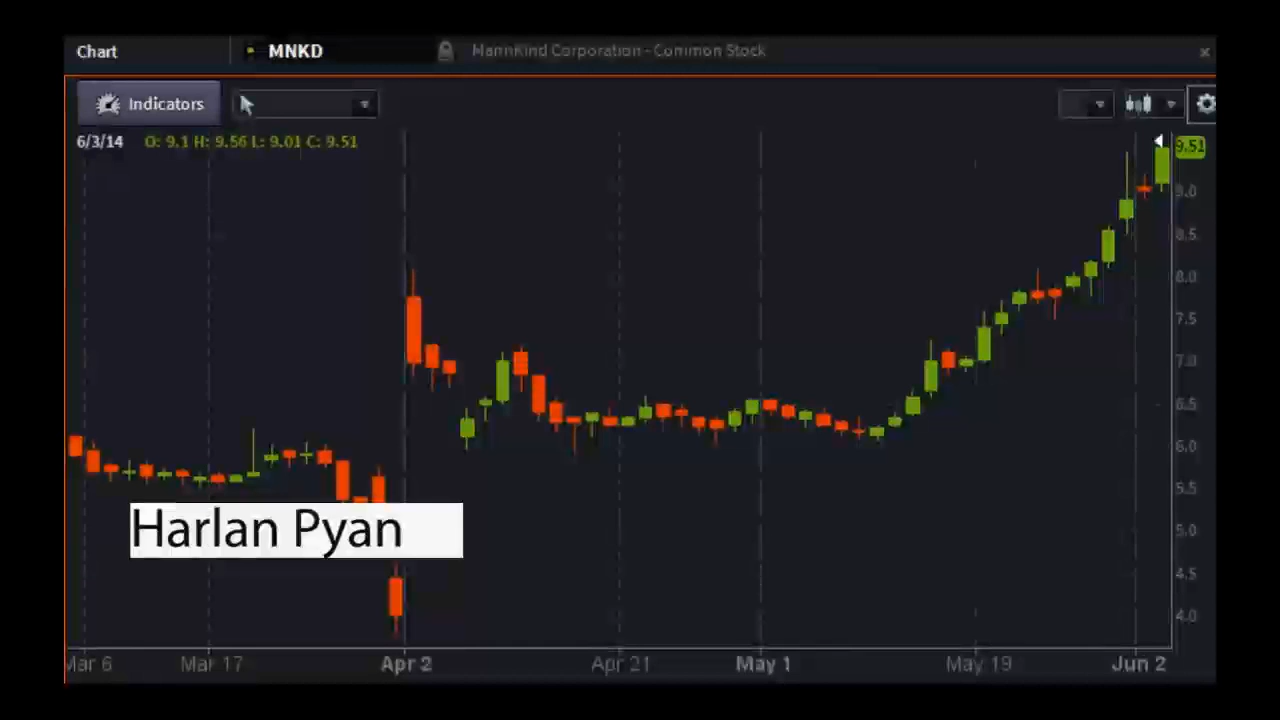 Chart
MNKD
MannKind Corporation - Common Stock
x
Indicators
6/3/14 O: 9.1 H: 9.56 L: 9.01 C: 9.51
9.51
9.0
8.5
8.0
7.5
7.0
6.5
6.0
5.5
5.0
4.5
4.0
Harlan Pyan
Mar 6 Mar 17 Apr 2 Apr 21 May 1 May 19 Jun 2